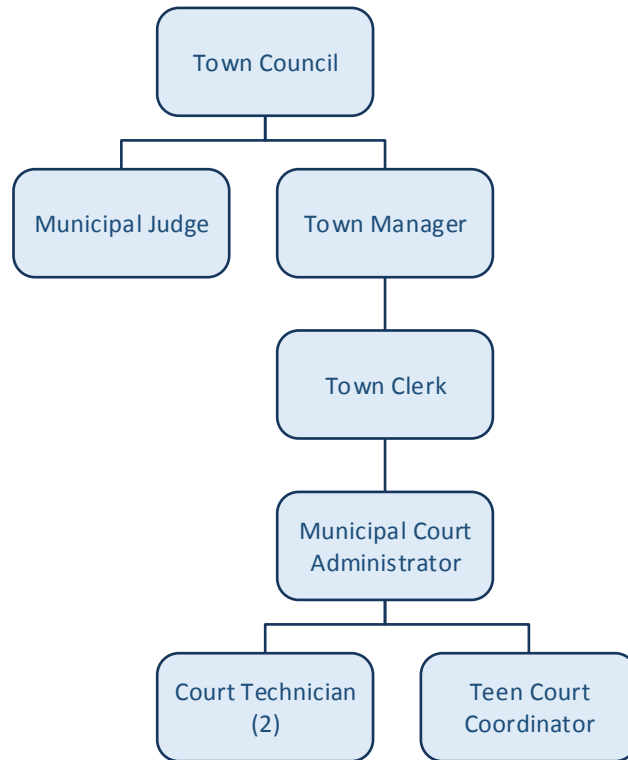 Town Council
Municipal Judge
Town Manager
Town Clerk
Municipal Court
Administrator
Court Technician
(2)
Teen Court
Coordinator